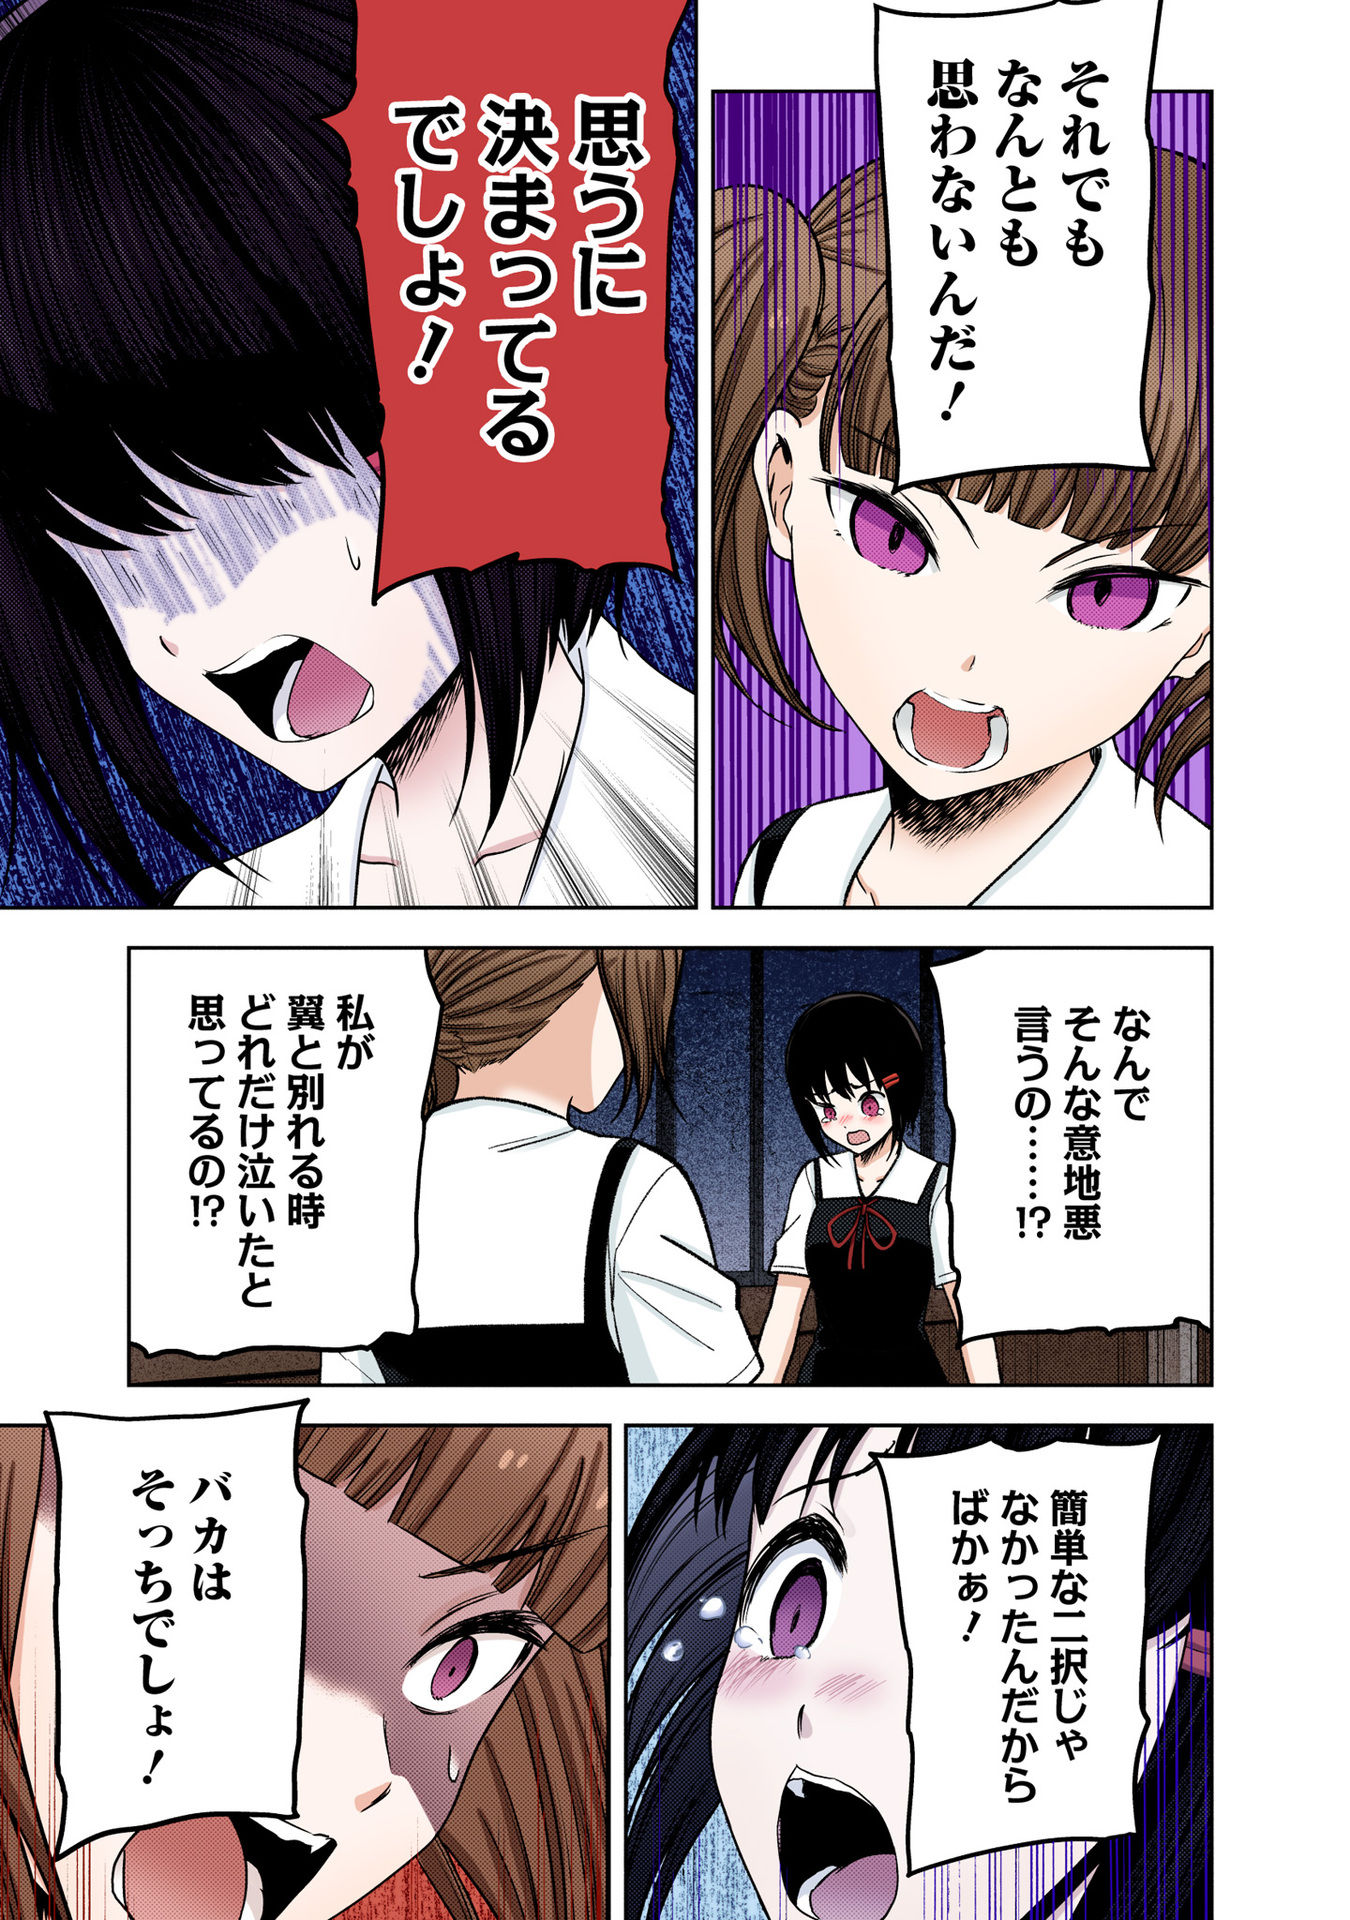 それでも
なんとも
思わないんだ！
思うに
決まってる
でしょ！
なんで
そんな意地悪
言うの……!?
私が
翼と別れる時
どれだけ泣いたと
思ってるの!?
簡単な二択じゃ
なかったんだから
ばかぁ！
バカは
そっちでしょ！